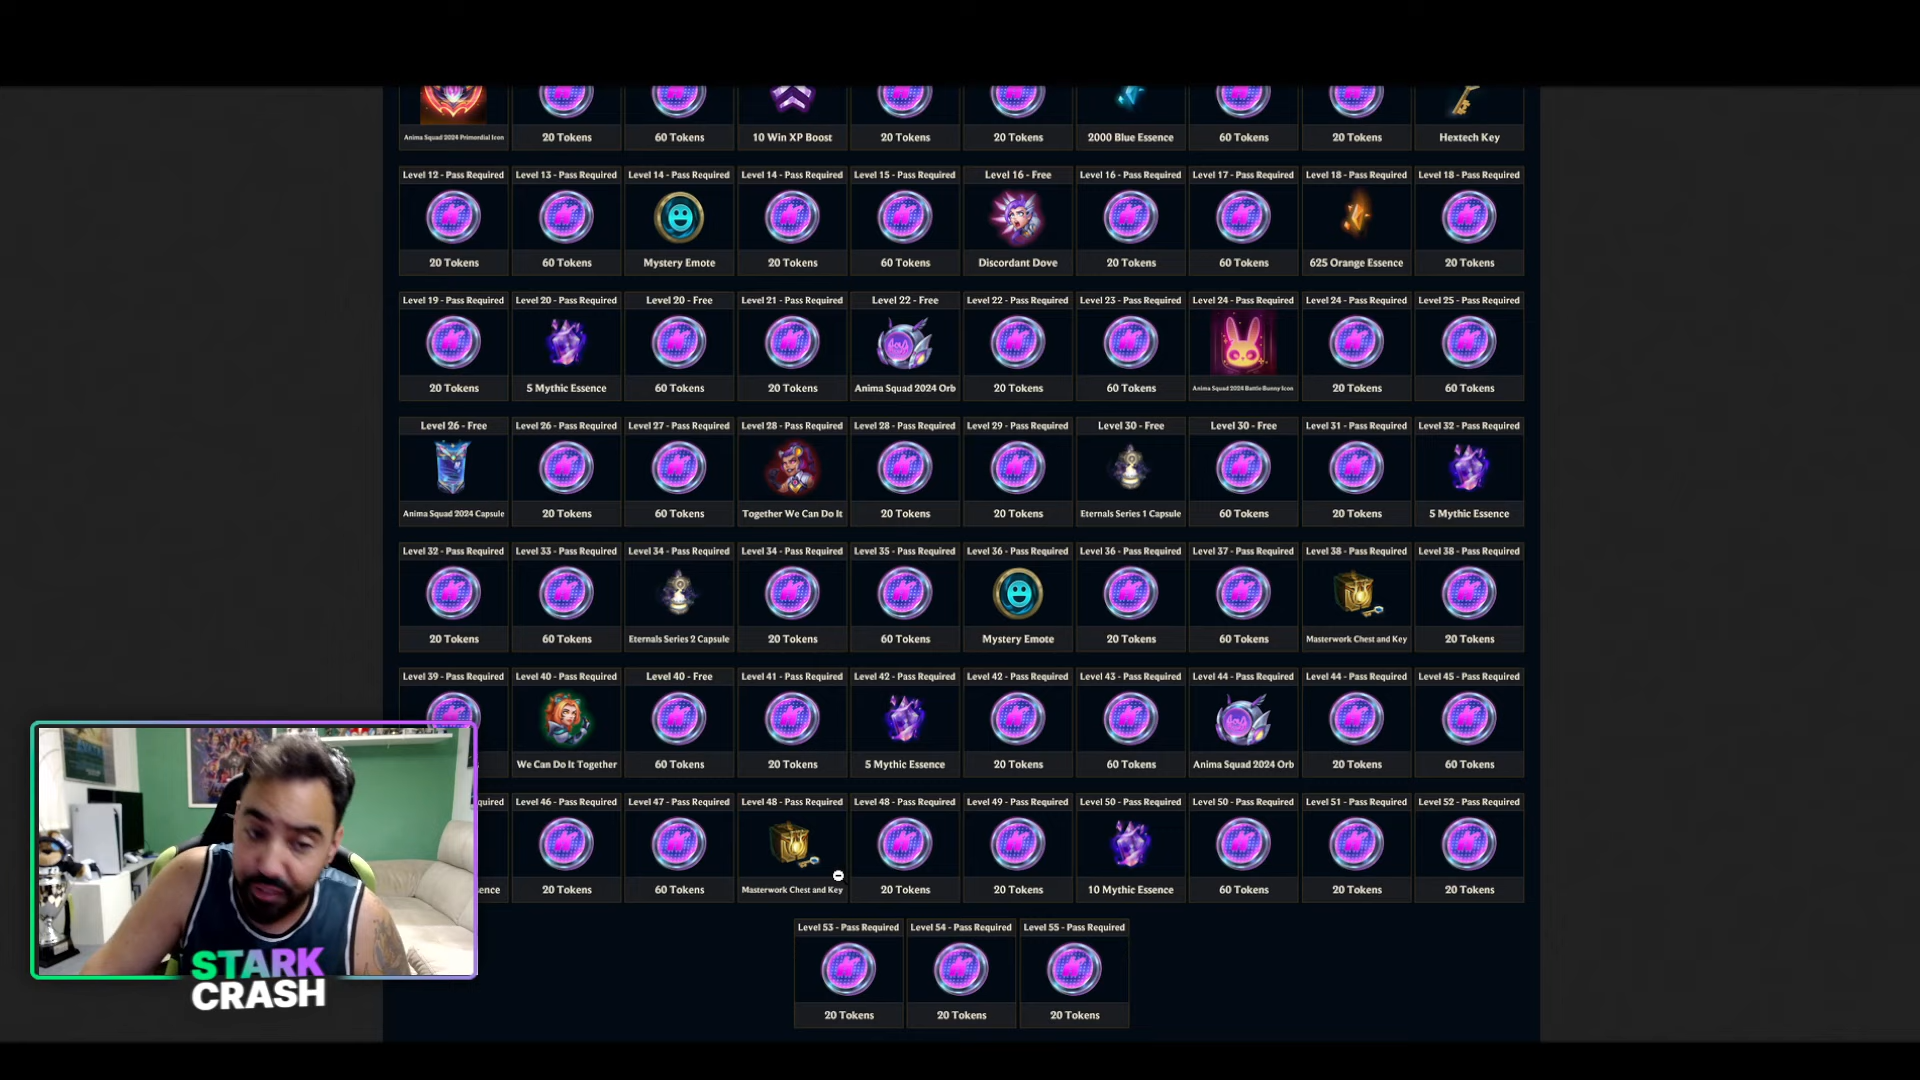 Anima Squad 2024 Primordial Icon
20 Tokens
60 Tokens
10 Win XP Boost
20 Tokens
20 Tokens
2000 Blue Essence
60 Tokens
20 Tokens
Hextech Key
Level 12 - Pass Required
Level 13 - Pass Required
Level 14 - Pass Required
Level 14 - Pass Required
Level 15 - Pass Required
Level 16 - Free
Level 16 - Pass Required
Level 17 - Pass Required
Level 18 - Pass Required
Level 18 - Pass Required
20 Tokens
60 Tokens
Mystery Emote
20 Tokens
60 Tokens
Discordant Dove
20 Tokens
60 Tokens
625 Orange Essence
20 Tokens
Level 19 - Pass Required
Level 20 - Pass Required
Level 20 - Free
Level 21 - Pass Required
Level 22 - Free
Level 22 - Pass Required
Level 23 - Pass Required
Level 24 - Pass Required
Level 24 - Pass Required
Level 25 - Pass Required
20 Tokens
5 Mythic Essence
60 Tokens
20 Tokens
Anima Squad 2024 Orb
20 Tokens
60 Tokens
Anima Squad 2024 Battle Bunny Icon
20 Tokens
60 Tokens
Level 26 - Free
Level 26 - Pass Required
Level 27 - Pass Required
Level 28 - Pass Required
Level 28 - Pass Required
Level 29 - Pass Required
Level 30 - Free
Level 30 - Free
Level 31 - Pass Required
Level 32 - Pass Required
Anima Squad 2024 Capsule
20 Tokens
60 Tokens
Together We Can Do It
20 Tokens
20 Tokens
Eternals Series 1 Capsule
60 Tokens
20 Tokens
5 Mythic Essence
Level 32 - Pass Required
Level 33 - Pass Required
Level 34 - Pass Required
Level 34 - Pass Required
Level 35 - Pass Required
Level 36 - Pass Required
Level 36 - Pass Required
Level 37 - Pass Required
Level 38 - Pass Required
Level 38 - Pass Required
20 Tokens
60 Tokens
Eternals Series 2 Capsule
20 Tokens
60 Tokens
Mystery Emote
20 Tokens
60 Tokens
Masterwork Chest and Key
20 Tokens
Level 39 - Pass Required
Level 40 - Pass Required
Level 40 - Free
Level 41 - Pass Required
Level 42 - Pass Required
Level 42 - Pass Required
Level 43 - Pass Required
Level 44 - Pass Required
Level 44 - Pass Required
Level 45 - Pass Required
We Can Do It Together
60 Tokens
20 Tokens
5 Mythic Essence
20 Tokens
60 Tokens
Anima Squad 2024 Orb
20 Tokens
60 Tokens
quired
Level 46 - Pass Required
Level 47 - Pass Required
Level 48 - Pass Required
Level 48 - Pass Required
Level 49 - Pass Required
Level 50 - Pass Required
Level 50 - Pass Required
Level 51 - Pass Required
Level 52 - Pass Required
ence
20 Tokens
60 Tokens
Masterwork Chest and Key
20 Tokens
20 Tokens
10 Mythic Essence
60 Tokens
20 Tokens
20 Tokens
Level 53 - Pass Required
Level 54 - Pass Required
Level 55 - Pass Required
20 Tokens
20 Tokens
20 Tokens
STARK
CRASH